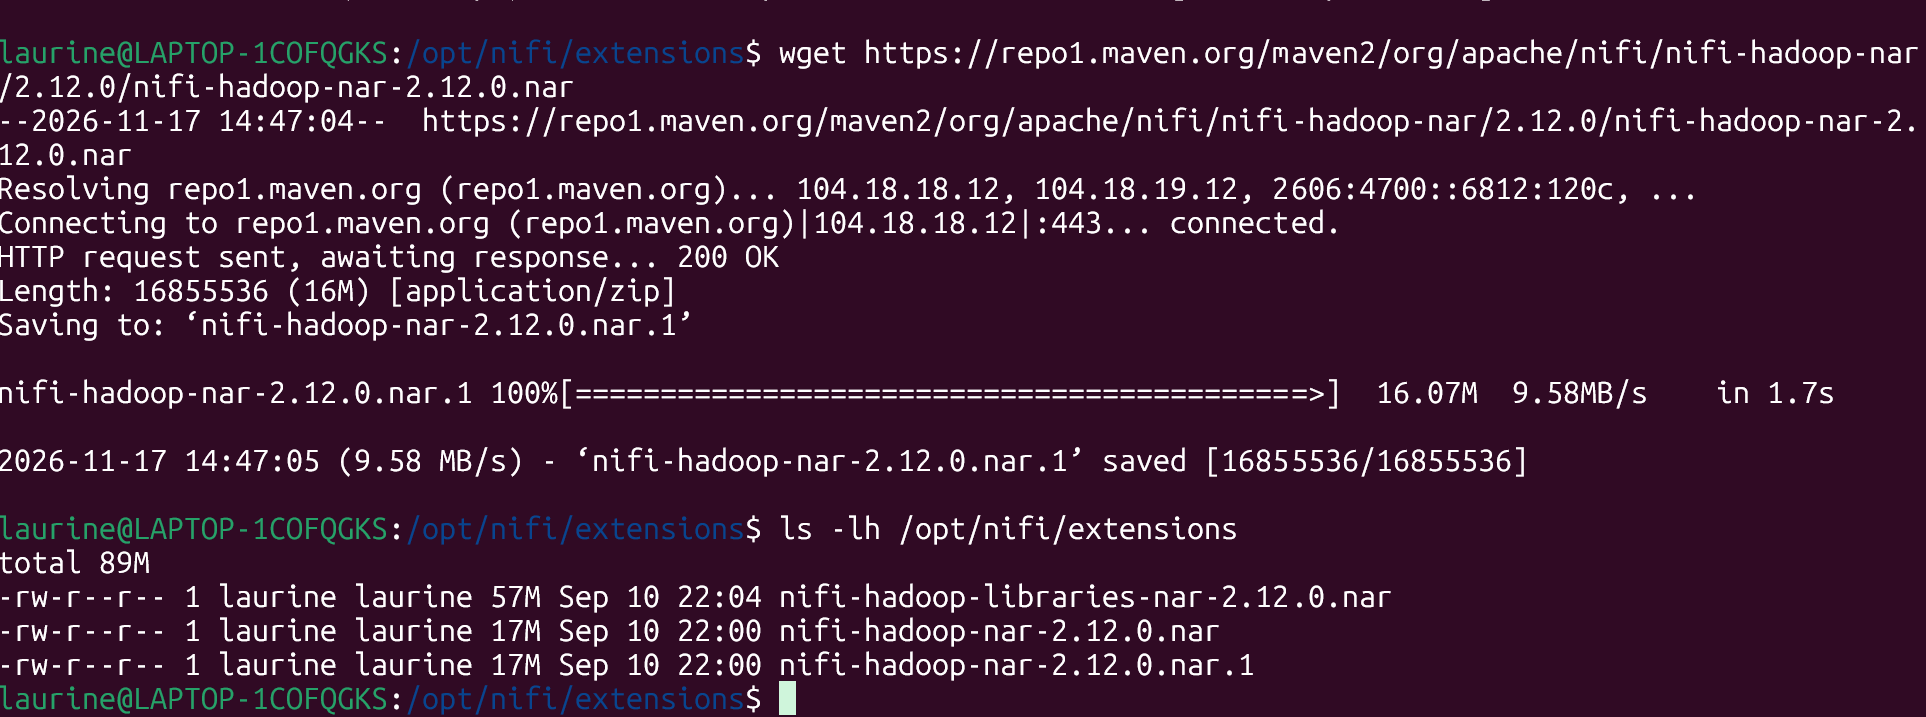 laurine@LAPTOP-1COFQGKS:/opt/nifi/extensions$ wget https://repo1.maven.org/maven2/org/apache/nifi/nifi-hadoop-nar
/2.12.0/nifi-hadoop-nar-2.12.0.nar
--2026-11-17 14:47:04--  https://repo1.maven.org/maven2/org/apache/nifi/nifi-hadoop-nar/2.12.0/nifi-hadoop-nar-2.
12.0.nar
Resolving repo1.maven.org (repo1.maven.org)... 104.18.18.12, 104.18.19.12, 2606:4700::6812:120c, ...
Connecting to repo1.maven.org (repo1.maven.org)|104.18.18.12|:443... connected.
HTTP request sent, awaiting response... 200 OK
Length: 16855536 (16M) [application/zip]
Saving to: ‘nifi-hadoop-nar-2.12.0.nar.1’
nifi-hadoop-nar-2.12.0.nar.1 100%[===========================================>]  16.07M  9.58MB/s    in 1.7s
2026-11-17 14:47:05 (9.58 MB/s) - ‘nifi-hadoop-nar-2.12.0.nar.1’ saved [16855536/16855536]
laurine@LAPTOP-1COFQGKS:/opt/nifi/extensions$ ls -lh /opt/nifi/extensions
total 89M
-rw-r--r-- 1 laurine laurine 57M Sep 10 22:04 nifi-hadoop-libraries-nar-2.12.0.nar
-rw-r--r-- 1 laurine laurine 17M Sep 10 22:00 nifi-hadoop-nar-2.12.0.nar
-rw-r--r-- 1 laurine laurine 17M Sep 10 22:00 nifi-hadoop-nar-2.12.0.nar.1
laurine@LAPTOP-1COFQGKS:/opt/nifi/extensions$